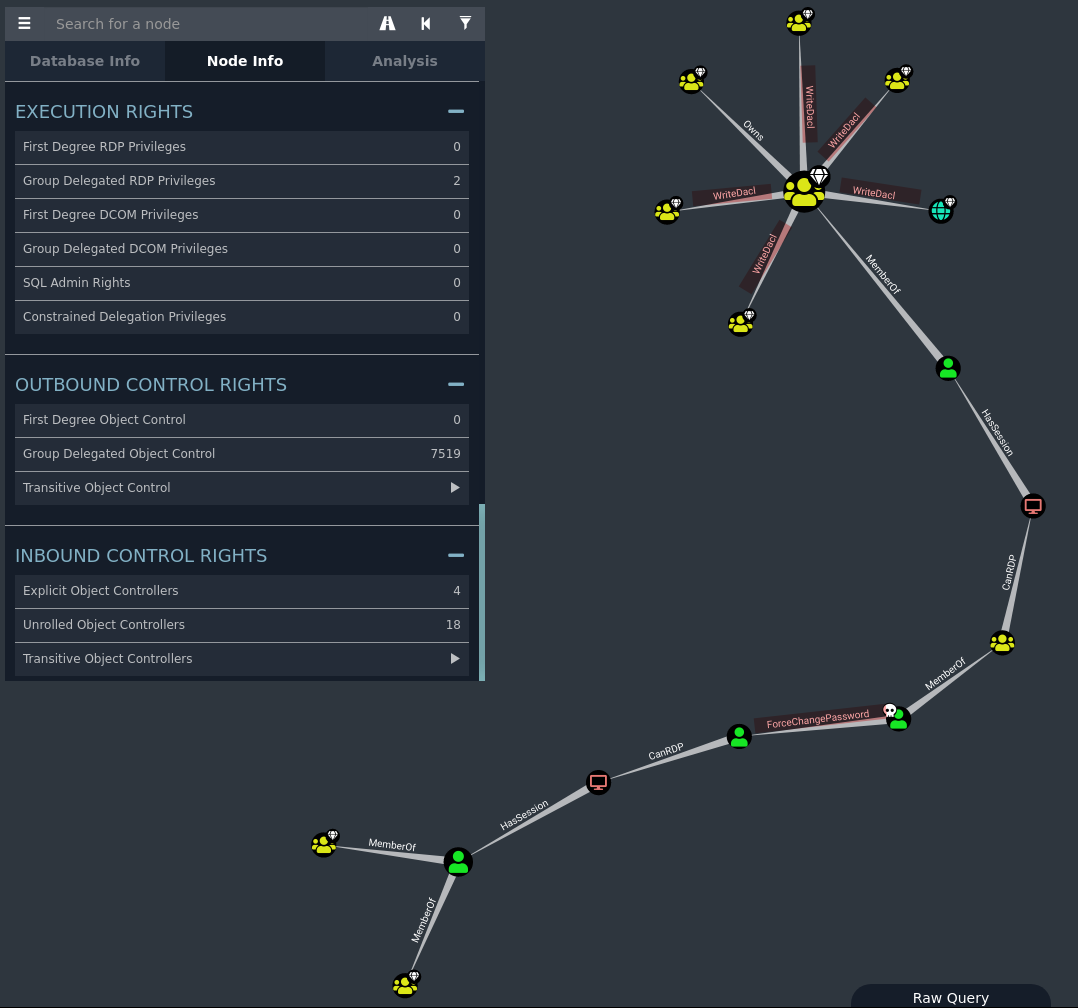 Search for a node
Database Info
Node Info
Analysis
EXECUTION RIGHTS
First Degree RDP Privileges 0
Group Delegated RDP Privileges 2
First Degree DCOM Privileges 0
Group Delegated DCOM Privileges 0
SQL Admin Rights 0
Constrained Delegation Privileges 0
OUTBOUND CONTROL RIGHTS
First Degree Object Control 0
Group Delegated Object Control 7519
Transitive Object Control
INBOUND CONTROL RIGHTS
Explicit Object Controllers 4
Unrolled Object Controllers 18
Transitive Object Controllers
WriteDacl
Owns
WriteDacl
WriteDacl
WriteDacl
WriteDacl
MemberOf
HasSession
CanRDP
MemberOf
ForceChangePassword
CanRDP
HasSession
MemberOf
MemberOf
Raw Query